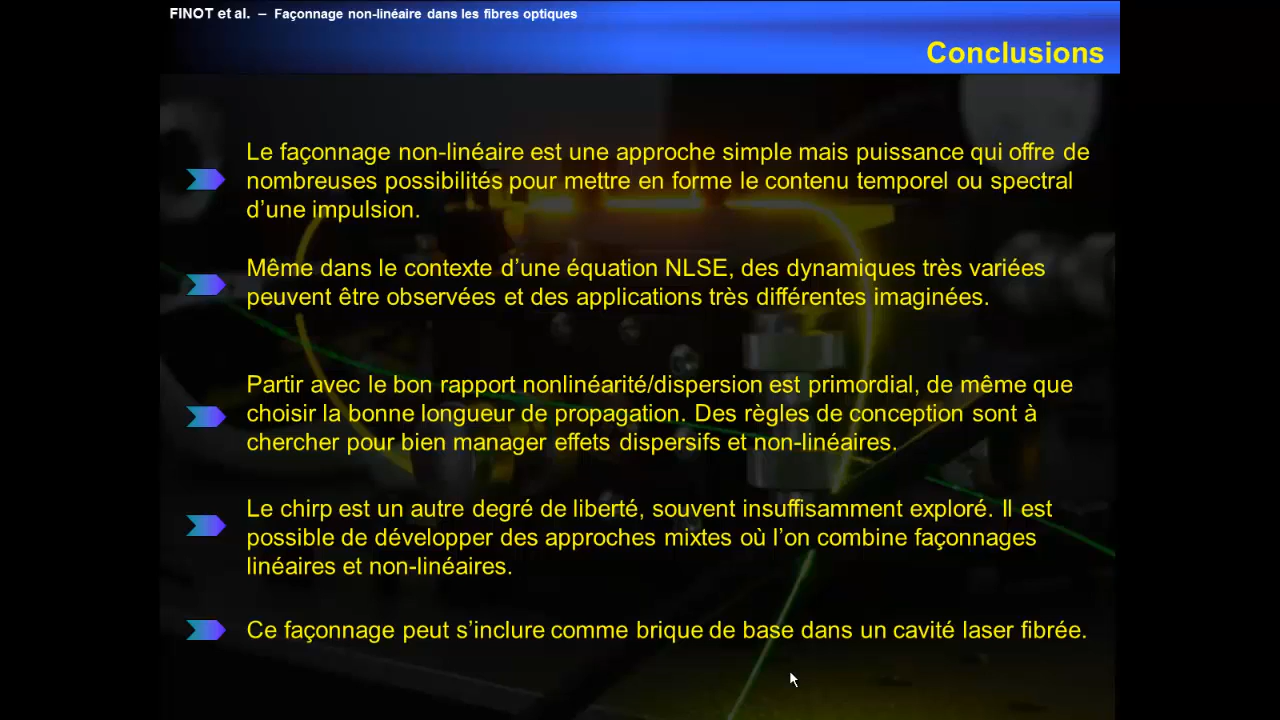 FINOT et al. – Façonnage non-linéaire dans les fibres optiques
Conclusions
Le façonnage non-linéaire est une approche simple mais puissance qui offre de
nombreuses possibilités pour mettre en forme le contenu temporel ou spectral
d’une impulsion.
Même dans le contexte d’une équation NLSE, des dynamiques très variées
peuvent être observées et des applications très différentes imaginées.
Partir avec le bon rapport nonlinéarité/dispersion est primordial, de même que
choisir la bonne longueur de propagation. Des règles de conception sont à
chercher pour bien manager effets dispersifs et non-linéaires.
Le chirp est un autre degré de liberté, souvent insuffisamment exploré. Il est
possible de développer des approches mixtes où l’on combine façonnages
linéaires et non-linéaires.
Ce façonnage peut s’inclure comme brique de base dans un cavité laser fibrée.